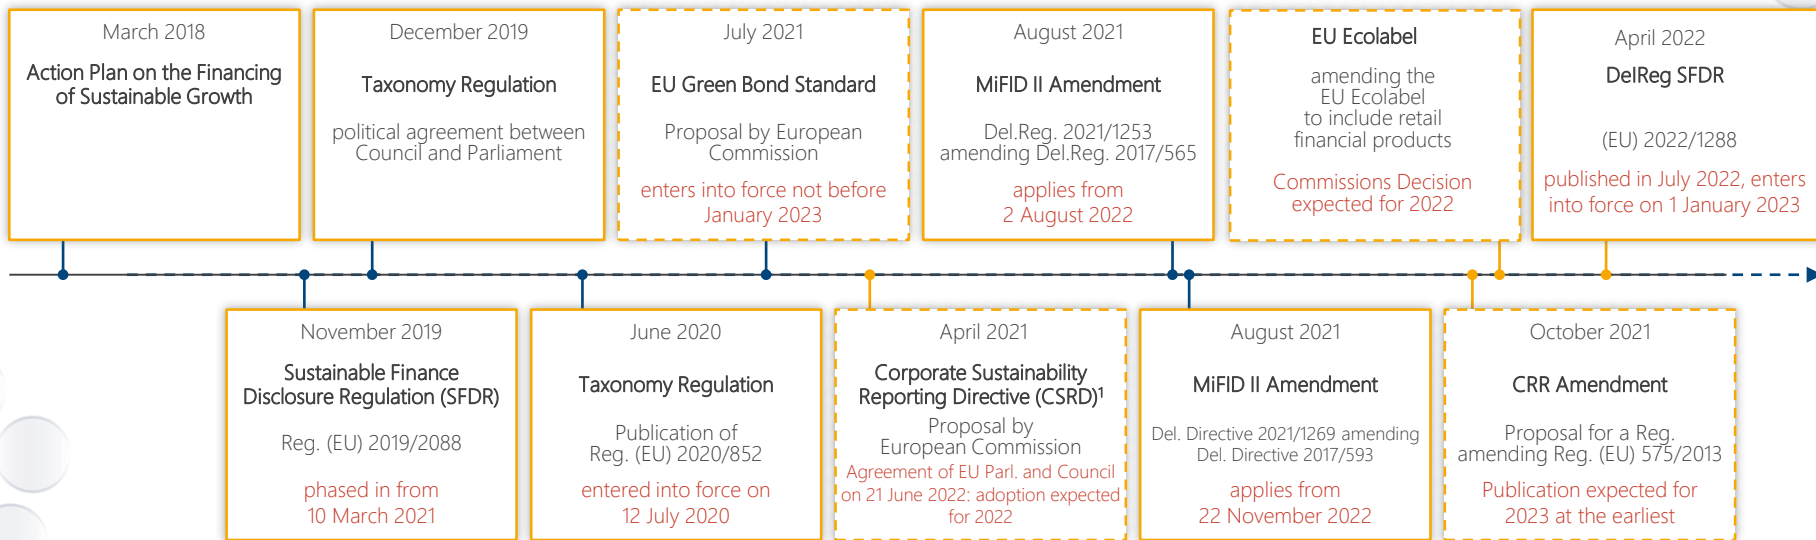 March 2018
Action Plan on the Financing
of Sustainable Growth
December 2019
Taxonomy Regulation
political agreement between
Council and Parliament
July 2021
EU Green Bond Standard
Proposal by European
Commission
enters into force not before
January 2023
August 2021
MiFID II Amendment
Del.Reg. 2021/1253
amending Del.Reg. 2017/565
applies from
2 August 2022
EU Ecolabel
amending the
EU Ecolabel
to include retail
financial products
Commissions Decision
expected for 2022
April 2022
DelReg SFDR
(EU) 2022/1288
published in July 2022, enters
into force on 1 January 2023
November 2019
Sustainable Finance
Disclosure Regulation (SFDR)
Reg. (EU) 2019/2088
phased in from
10 March 2021
June 2020
Taxonomy Regulation
Publication of
Reg. (EU) 2020/852
entered into force on
12 July 2020
April 2021
Corporate Sustainability
Reporting Directive (CSRD)¹
Proposal by
European Commission
Agreement of EU Parl. and Council
on 21 June 2022: adoption expected
for 2022
August 2021
MiFID II Amendment
Del. Directive 2021/1269 amending
Del. Directive 2017/593
applies from
22 November 2022
October 2021
CRR Amendment
Proposal for a Reg.
amending Reg. (EU) 575/2013
Publication expected for
2023 at the earliest